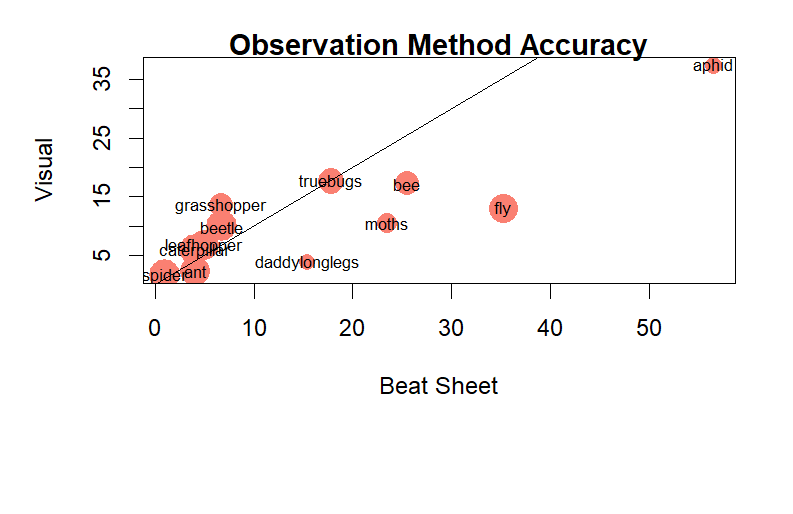 Observation Method Accuracy
35
25
15
5
Visual
aphid
truebugs
bee
grasshopper
fly
moths
beetle
leafhopper
caterpillar
daddylonglegs
spider
ant
0 10 20 30 40 50
Beat Sheet